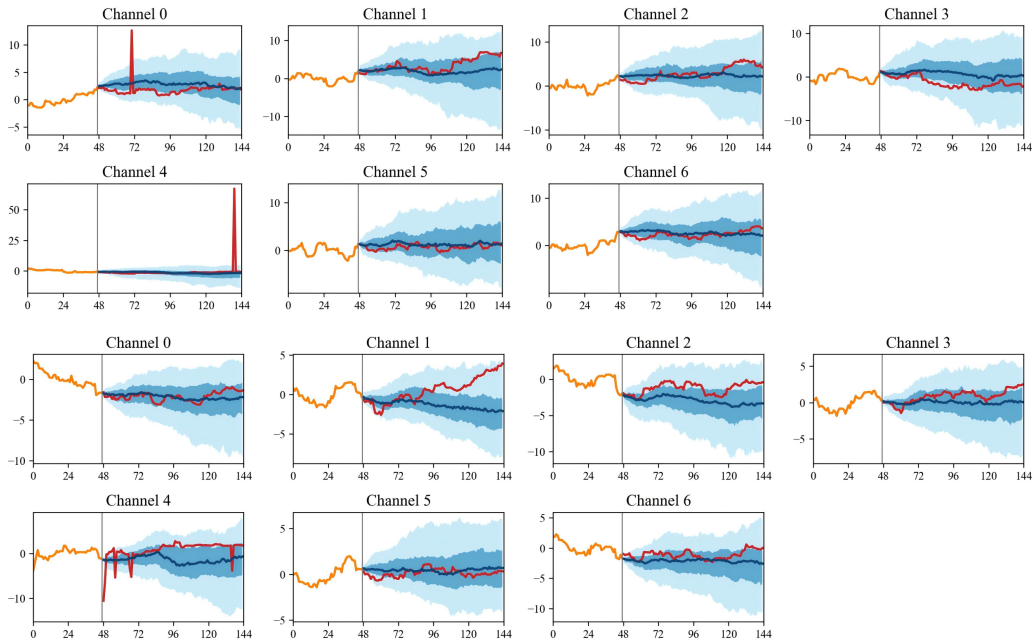 Channel 0 Channel 1 Channel 2 Channel 3
10 10 10 10
5 0 0 0
0 -10 -10 -10
−5
0 24 48 72 96 120 144 0 24 48 72 96 120 144 0 24 48 72 96 120 144 0 24 48 72 96 120 144
Channel 4 Channel 5 Channel 6
50 10 10
25 0 0
0
0 24 48 72 96 120 144 0 24 48 72 96 120 144 0 24 48 72 96 120 144
Channel 0 Channel 1 Channel 2 Channel 3
0 5 0 5
−5 0 −5 0
−10 −5 −10 −5
0 24 48 72 96 120 144 0 24 48 72 96 120 144 0 24 48 72 96 120 144 0 24 48 72 96 120 144
Channel 4 Channel 5 Channel 6
0 5 5
−10 0 0
−5 −5
−10
0 24 48 72 96 120 144 0 24 48 72 96 120 144 0 24 48 72 96 120 144